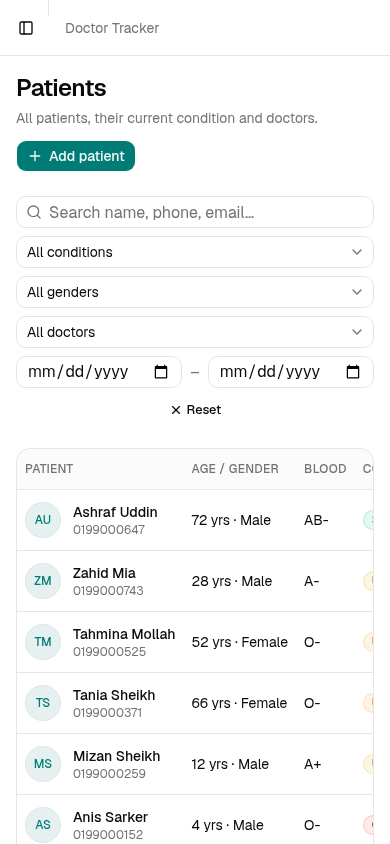 Doctor Tracker
Patients
All patients, their current condition and doctors.
Add patient
Search name, phone, email...
All conditions
All genders
All doctors
mm/dd/yyyy – mm/dd/yyyy
Reset
PATIENT AGE / GENDER BLOOD
AU Ashraf Uddin 72 yrs · Male AB-
0199000647
ZM Zahid Mia 28 yrs · Male A-
0199000743
TM Tahmina Mollah 52 yrs · Female O-
0199000525
TS Tania Sheikh 66 yrs · Female O-
0199000371
MS Mizan Sheikh 12 yrs · Male A+
0199000259
AS Anis Sarker 4 yrs · Male O-
0199000152